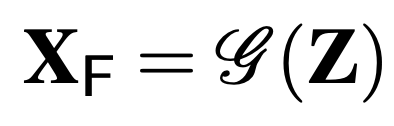 𝐗_𝖥 = 𝒢(𝐙)